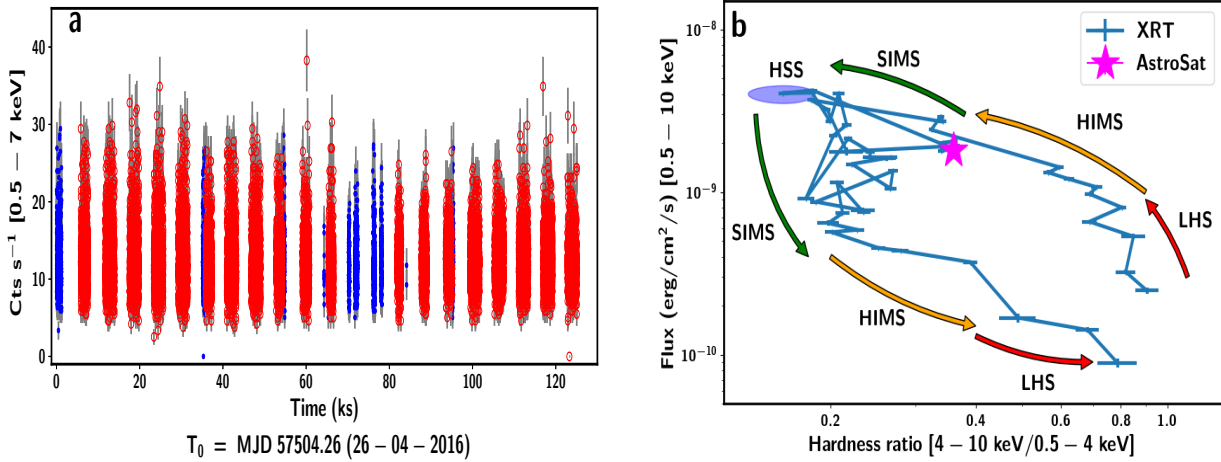 a
Cts s⁻¹ [0.5 – 7 keV]
40
30
20
10
0
0 20 40 60 80 100 120
Time (ks)
T₀ = MJD 57504.26 (26 – 04 – 2016)
b
Flux (erg/cm²/s) [0.5 – 10 keV]
10⁻⁸
10⁻⁹
10⁻¹⁰
XRT
AstroSat
SIMS
HSS
HIMS
LHS
SIMS
HIMS
LHS
0.2 0.4 0.6 0.8 1.0
Hardness ratio [4 – 10 keV/0.5 – 4 keV]